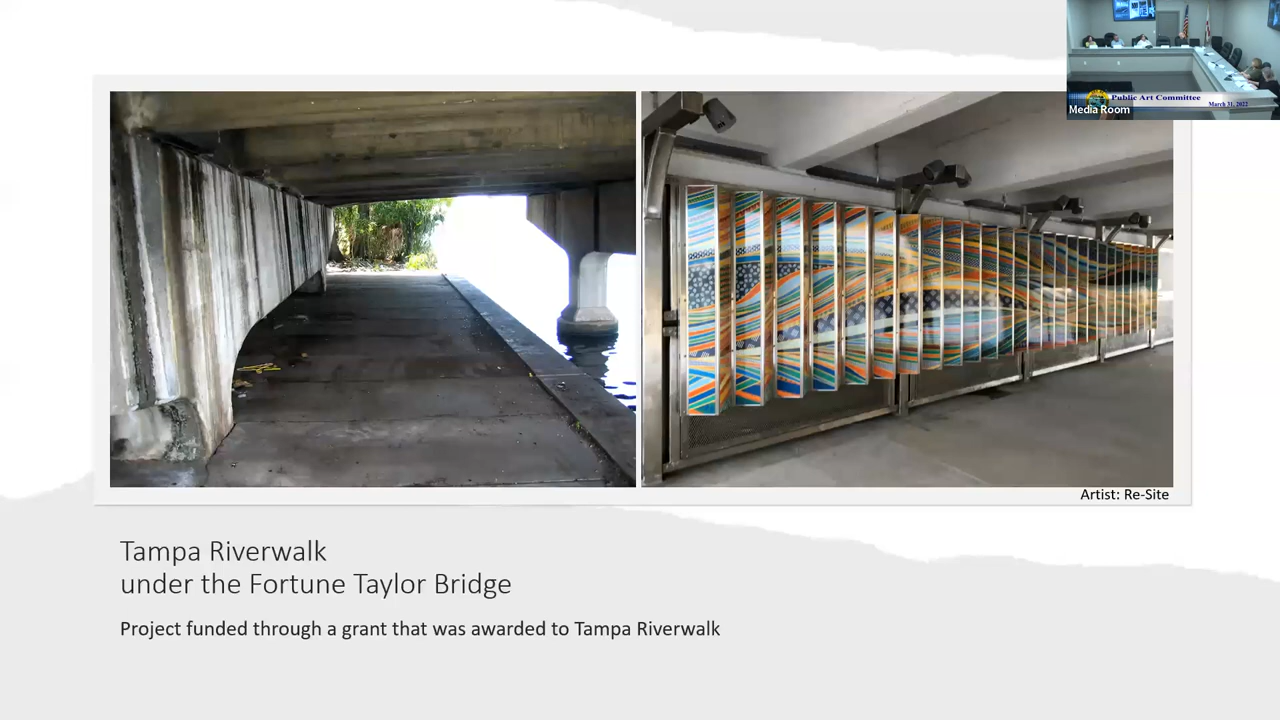 Public Art Committee
March 31, 2022
Media Room
Artist: Re-Site
Tampa Riverwalk
under the Fortune Taylor Bridge
Project funded through a grant that was awarded to Tampa Riverwalk